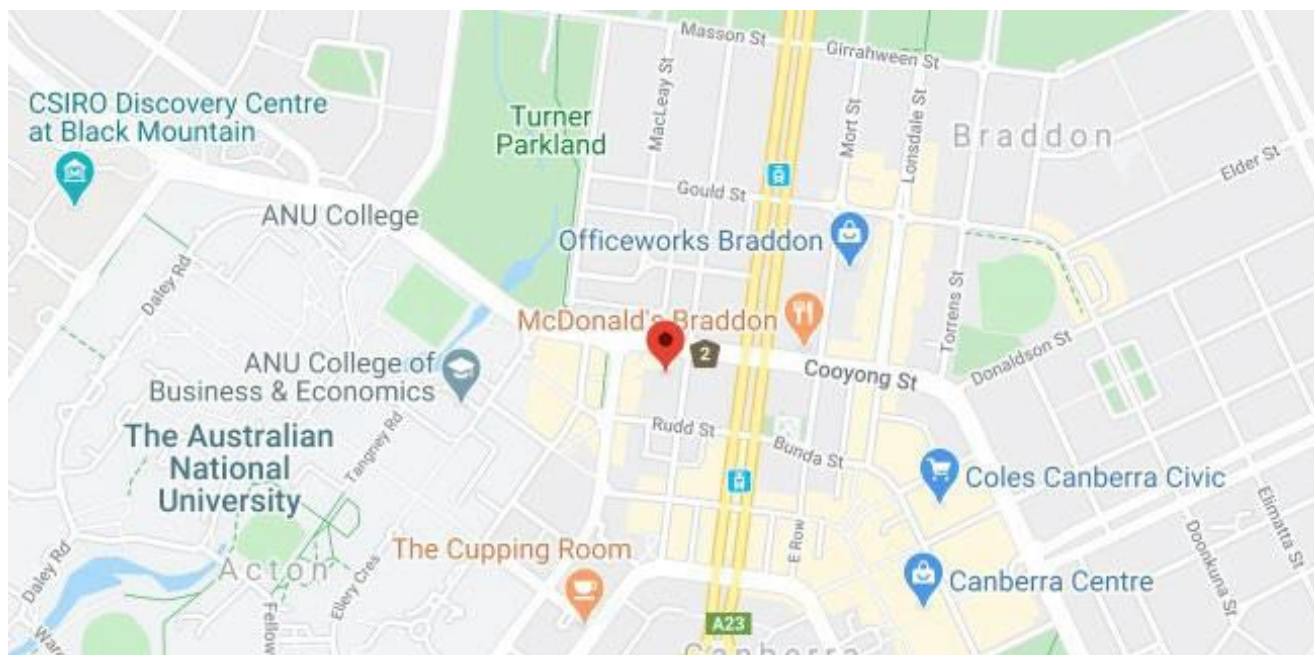 Masson St
Girrahween St
CSIRO Discovery Centre
at Black Mountain
Turner
Parkland
MacLeay St
Mort St
Lonsdale St
Braddon
Elder St
Gould St
ANU College
Officeworks Braddon
Daley Rd
Torrens St
McDonald's Braddon
2
Cooyong St
Donaldson St
ANU College of
Business & Economics
Rudd St
Bunda St
The Australian
National
University
Tangney Rd
Coles Canberra Civic
Elimatta St
Doonkuna St
The Cupping Room
E Row
Canberra Centre
Daley Rd
Acton
Ellery Cres
Fellow
Ware
A23
Canberra